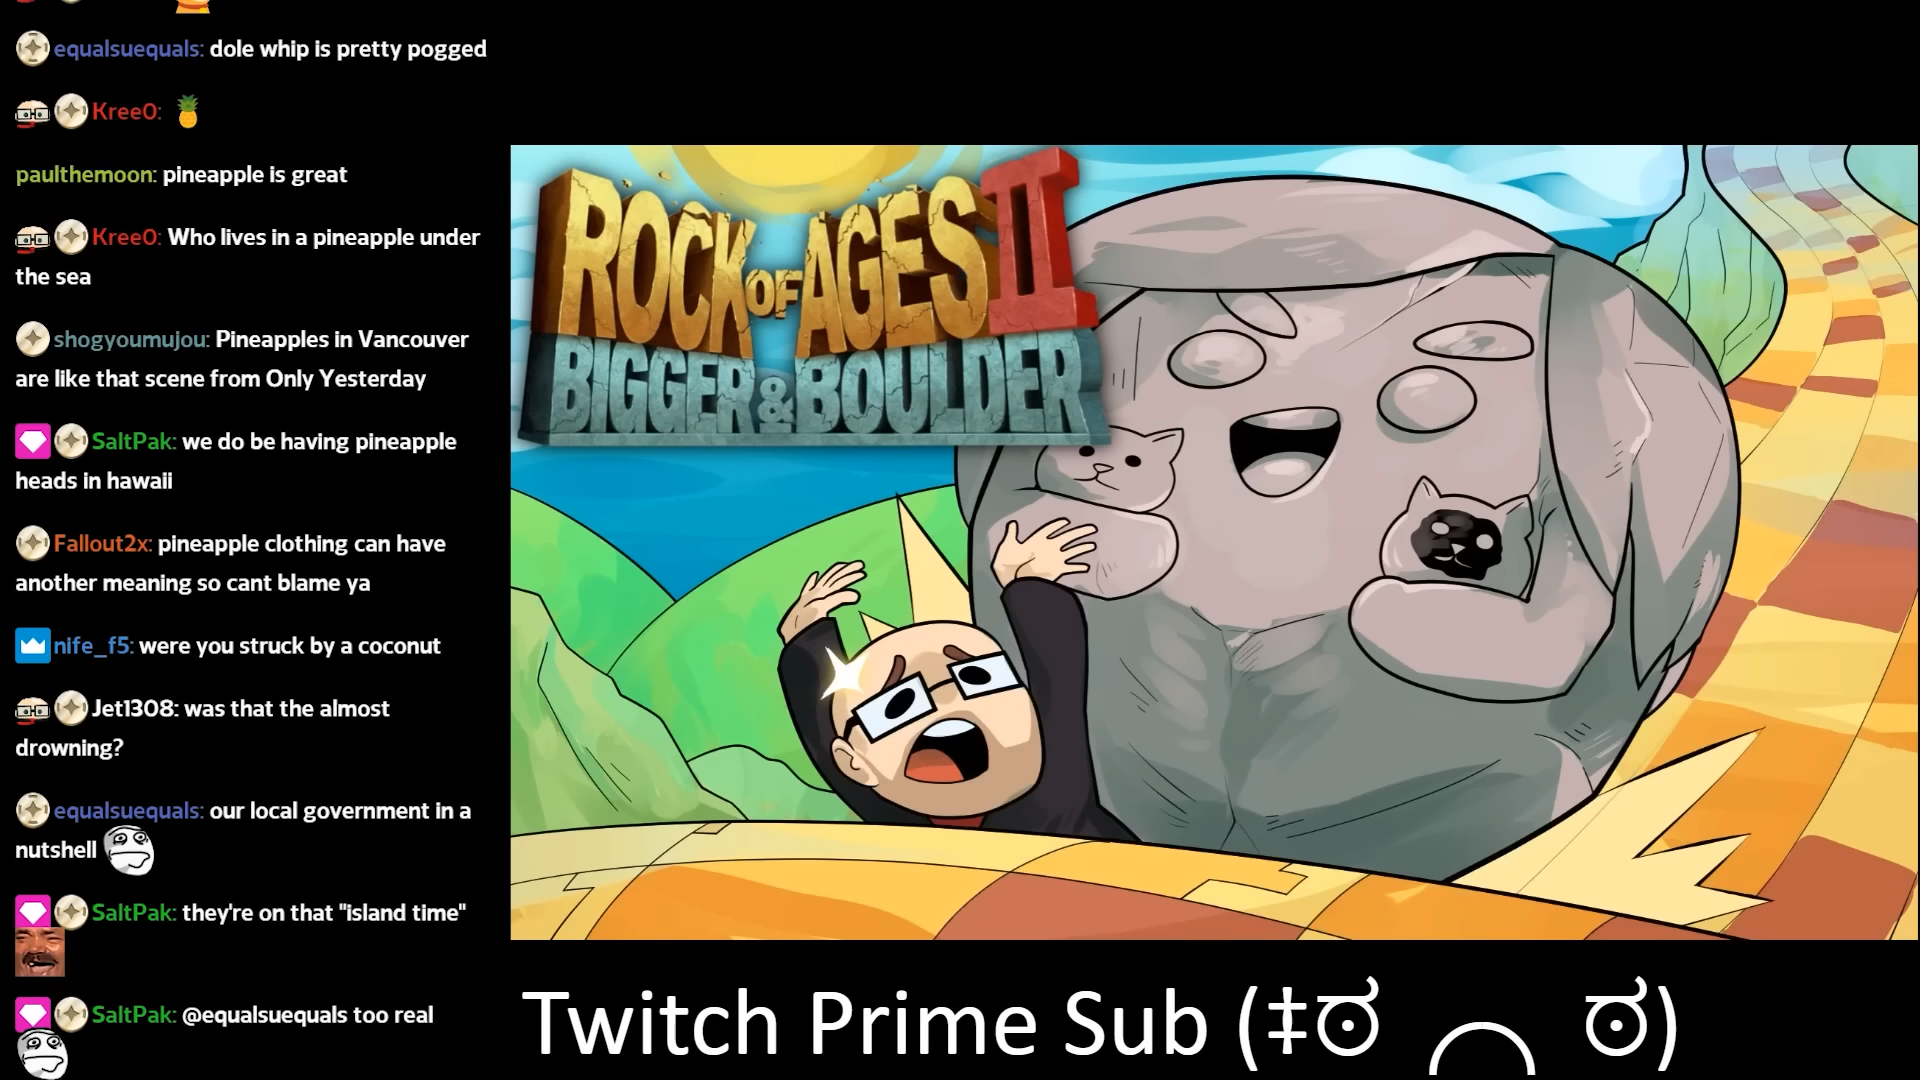 equalsuequals: dole whip is pretty pogged
KreeO: 🍍
paulthemoon: pineapple is great
KreeO: Who lives in a pineapple under
the sea
shogyoumujou: Pineapples in Vancouver
are like that scene from Only Yesterday
SaltPak: we do be having pineapple
heads in hawaii
Fallout2x: pineapple clothing can have
another meaning so cant blame ya
nife_f5: were you struck by a coconut
Jet1308: was that the almost
drowning?
equalsuequals: our local government in a
nutshell
SaltPak: they're on that "island time"
SaltPak: @equalsuequals too real
ROCK OF AGES II
BIGGER & BOULDER
Twitch Prime Sub (‡ಠ ︵ ಠ)